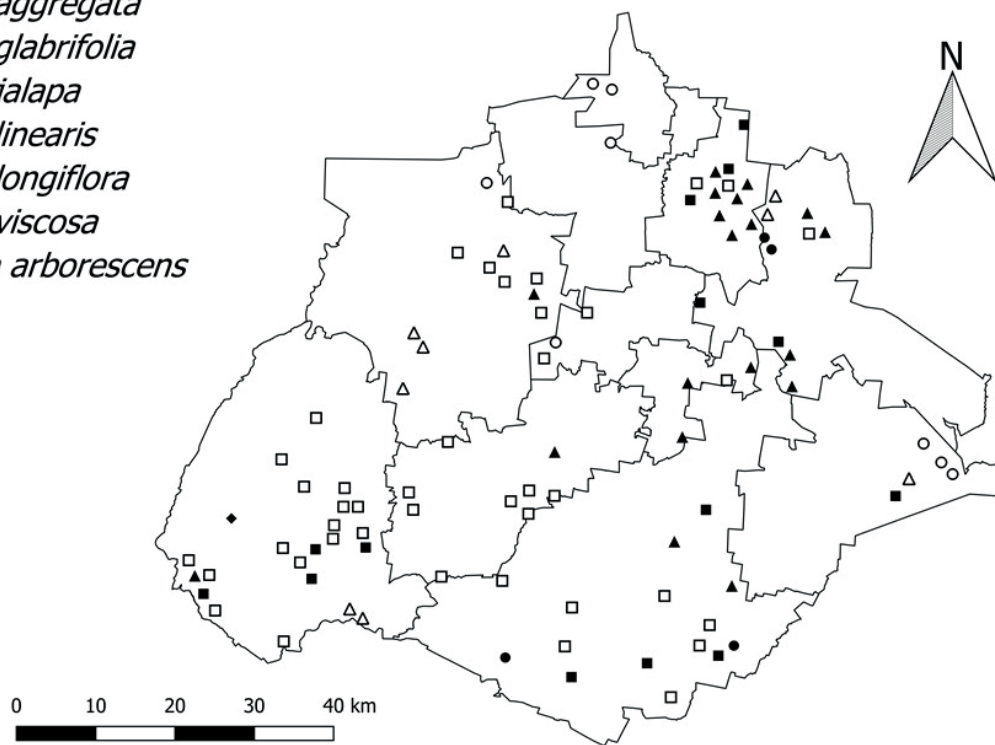 aggregata
glabrifolia
jalapa
linearis
longiflora
viscosa
arborescens
N
0 10 20 30 40 km